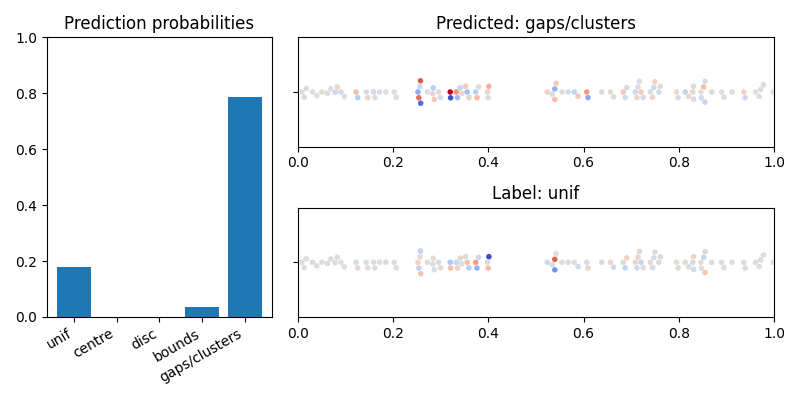 Prediction probabilities
1.0
0.8
0.6
0.4
0.2
0.0
unif
centre
disc
bounds
gaps/clusters
Predicted: gaps/clusters
0.0 0.2 0.4 0.6 0.8 1.0
Label: unif
0.0 0.2 0.4 0.6 0.8 1.0